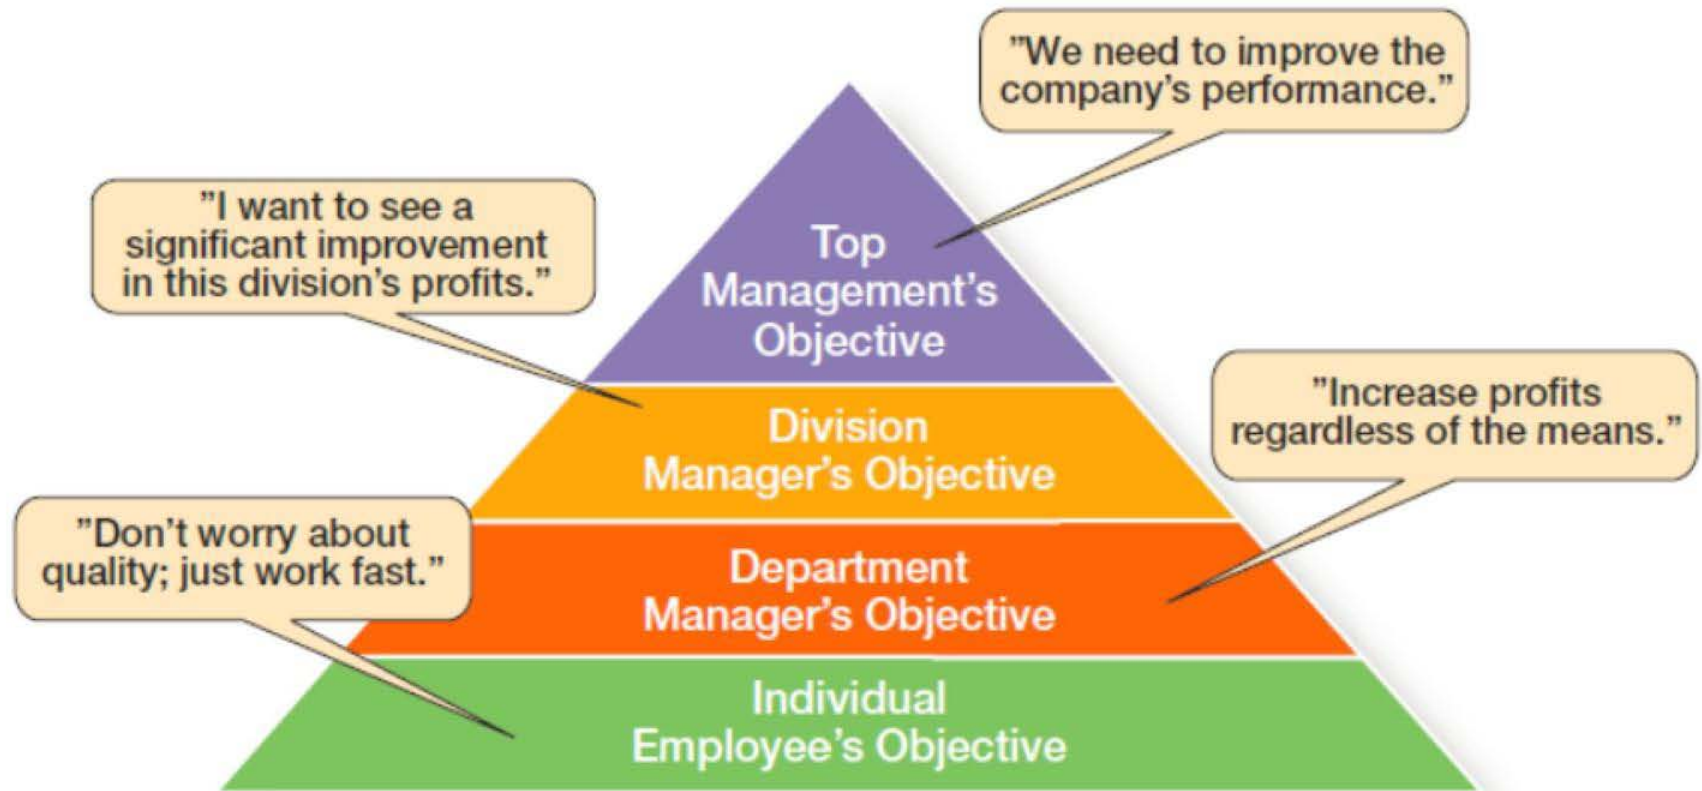 ”We need to improve the
company’s performance.”
”I want to see a
significant improvement
in this division’s profits.”
Top
Management’s
Objective
”Increase profits
regardless of the means.”
Division
Manager’s Objective
”Don’t worry about
quality; just work fast.”
Department
Manager’s Objective
Individual
Employee’s Objective